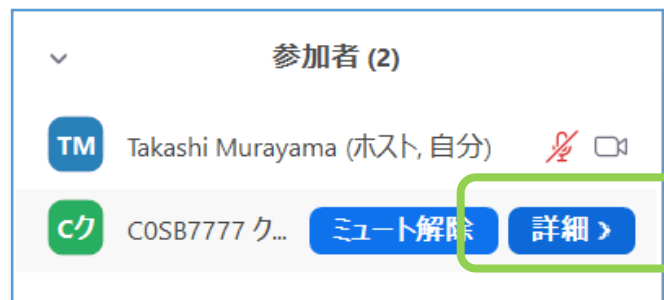 参加者 (2)
TM Takashi Murayama (ホスト, 自分)
Cク C0SB7777 ク... ミュート解除 詳細 >